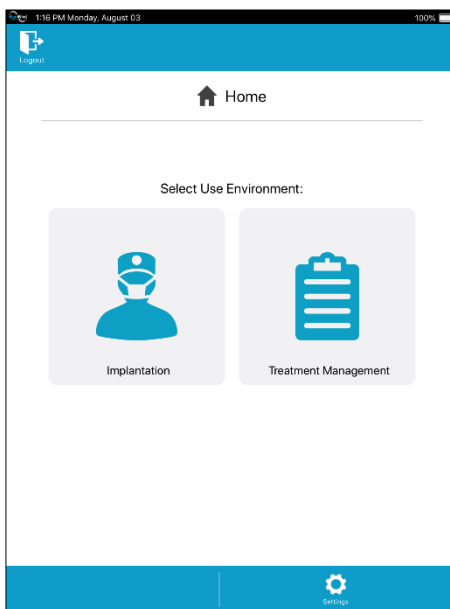 1:16 PM Monday, August 03 100%
Logout
Home
Select Use Environment:
Implantation Treatment Management
Settings